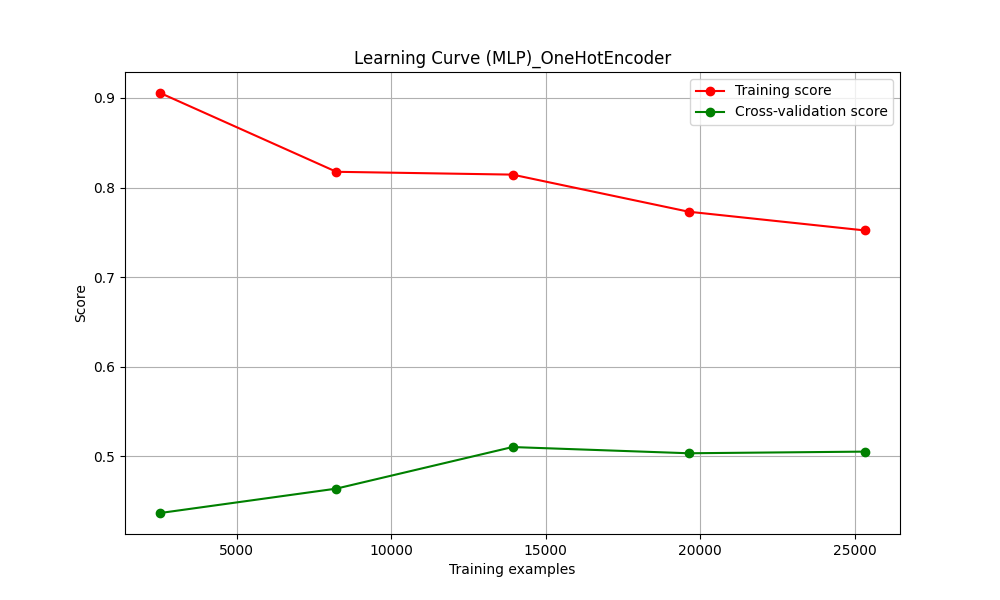 Learning Curve (MLP)_OneHotEncoder
Training score
Cross-validation score
Score
0.9
0.8
0.7
0.6
0.5
5000 10000 15000 20000 25000
Training examples